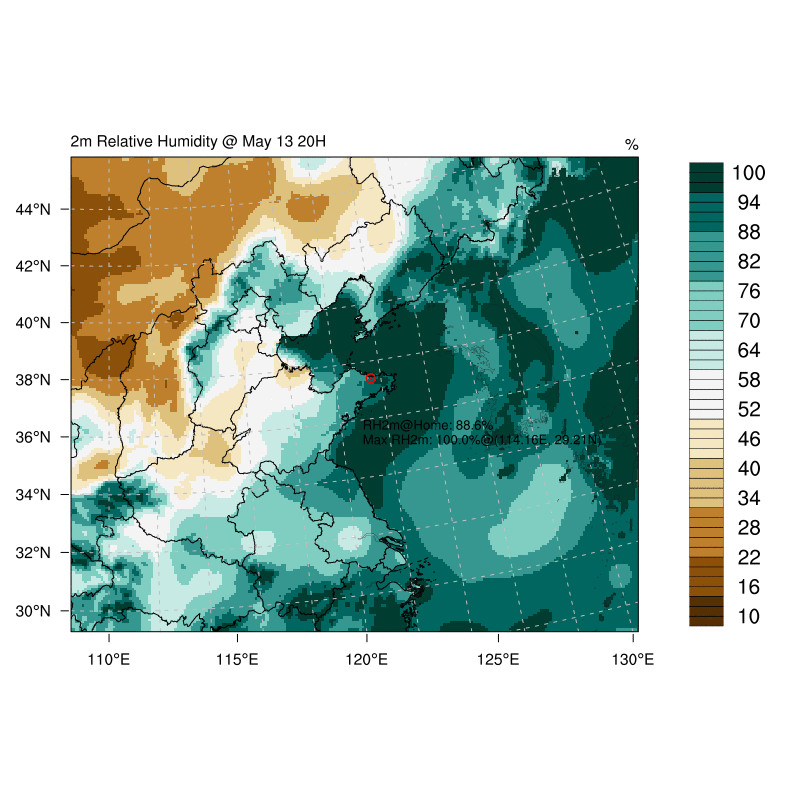 2m Relative Humidity @ May 13 20H
%
100
94
88
82
76
70
64
58
52
46
40
34
28
22
16
10
44°N
42°N
40°N
38°N
36°N
34°N
32°N
30°N
RH2m@Home: 88.6%
Max RH2m: 100.0%@(114.16E, 29.21N)
110°E
115°E
120°E
125°E
130°E